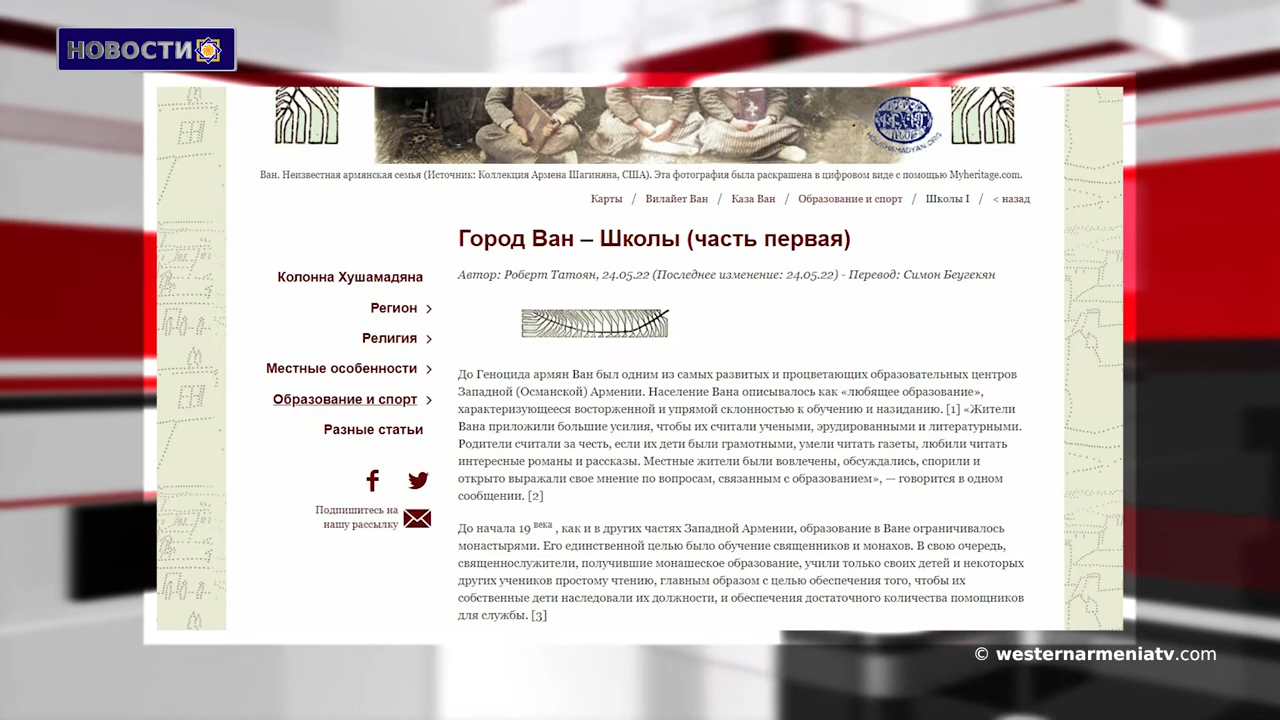 НОВОСТИ
HOUSHAMADYAN.ORG
Ван. Неизвестная армянская семья (Источник: Коллекция Армена Шагиняна, США). Эта фотография была раскрашена в цифровом виде с помощью Myheritage.com.
Карты / Вилайет Ван / Каза Ван / Образование и спорт / Школы I / < назад
Город Ван – Школы (часть первая)
Автор: Роберт Татоян, 24.05.22 (Последнее изменение: 24.05.22) - Перевод: Симон Беугекян
Колонна Хушамадяна
Регион
Религия
Местные особенности
Образование и спорт
Разные статьи
Подпишитесь на
нашу рассылку
До Геноцида армян Ван был одним из самых развитых и процветающих образовательных центров
Западной (Османской) Армении. Население Вана описывалось как «любящее образование»,
характеризующееся восторженной и упрямой склонностью к обучению и назиданию. [1] «Жители
Вана приложили большие усилия, чтобы их считали учеными, эрудированными и литературными.
Родители считали за честь, если их дети были грамотными, умели читать газеты, любили читать
интересные романы и рассказы. Местные жители были вовлечены, обсуждались, спорили и
открыто выражали свое мнение по вопросам, связанным с образованием», — говорится в одном
сообщении. [2]
До начала 19 века , как и в других частях Западной Армении, образование в Ване ограничивалось
монастырями. Его единственной целью было обучение священников и монахов. В свою очередь,
священнослужители, получившие монашеское образование, учили только своих детей и некоторых
других учеников простому чтению, главным образом с целью обеспечения того, чтобы их
собственные дети наследовали их должности, и обеспечения достаточного количества помощников
для службы. [3]
© westernarmeniatv.com